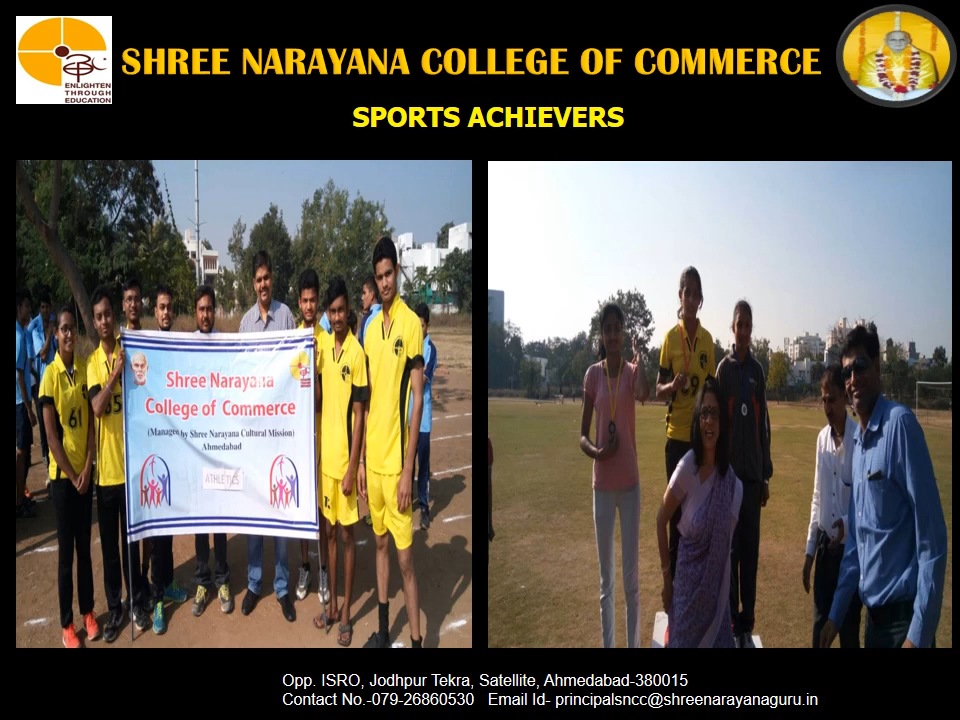 SHREE NARAYANA COLLEGE OF COMMERCE
ENLIGHTEN
THROUGH
EDUCATION
SPORTS ACHIEVERS
Shree Narayana
College of Commerce
(Managed by Shree Narayana Cultural Mission)
Ahmedabad
ATHLETICS
61
59
Opp. ISRO, Jodhpur Tekra, Satellite, Ahmedabad-380015
Contact No.-079-26860530 Email Id- principalsncc@shreenarayanaguru.in